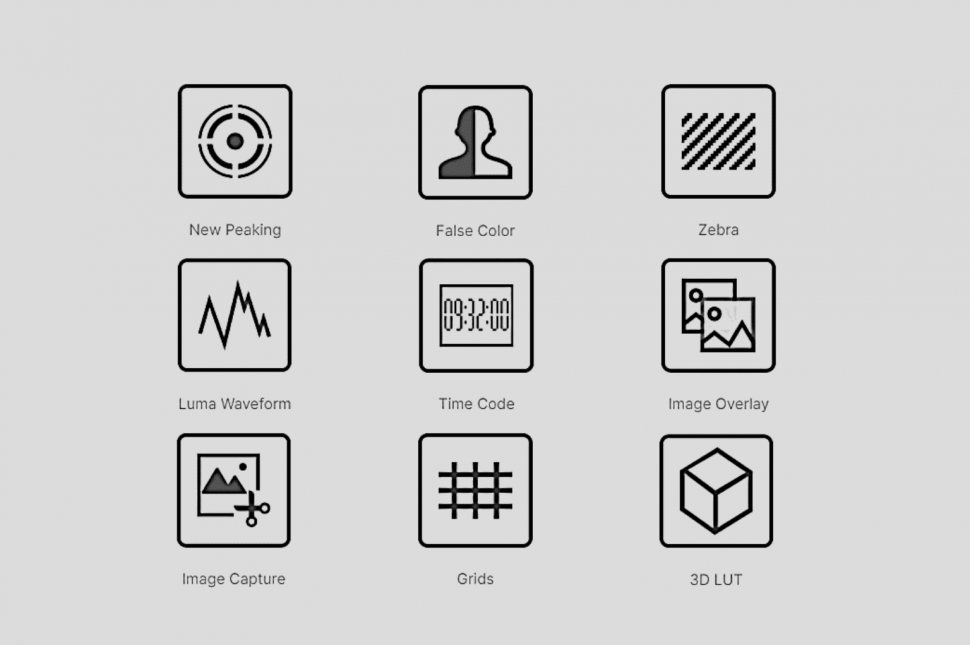 New Peaking
False Color
Zebra
Luma Waveform
09:32:00
Time Code
Image Overlay
Image Capture
Grids
3D LUT